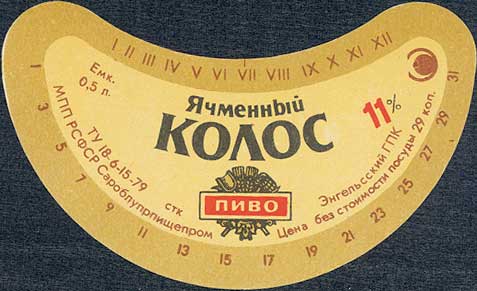 I II III IV V VI VII VIII IX X XI XII
Емк.
0,5 л.
Ячменный
КОЛОС
11%
ПИВО
МПП РСФСР Сароблпурпищепром
ТУ 18-6-15-79
стк
Энгельсский ГПК
Цена без стоимости посуды 29 коп.
1 3 5 7 9 11 13 15 17 19 21 23 25 27 29 31